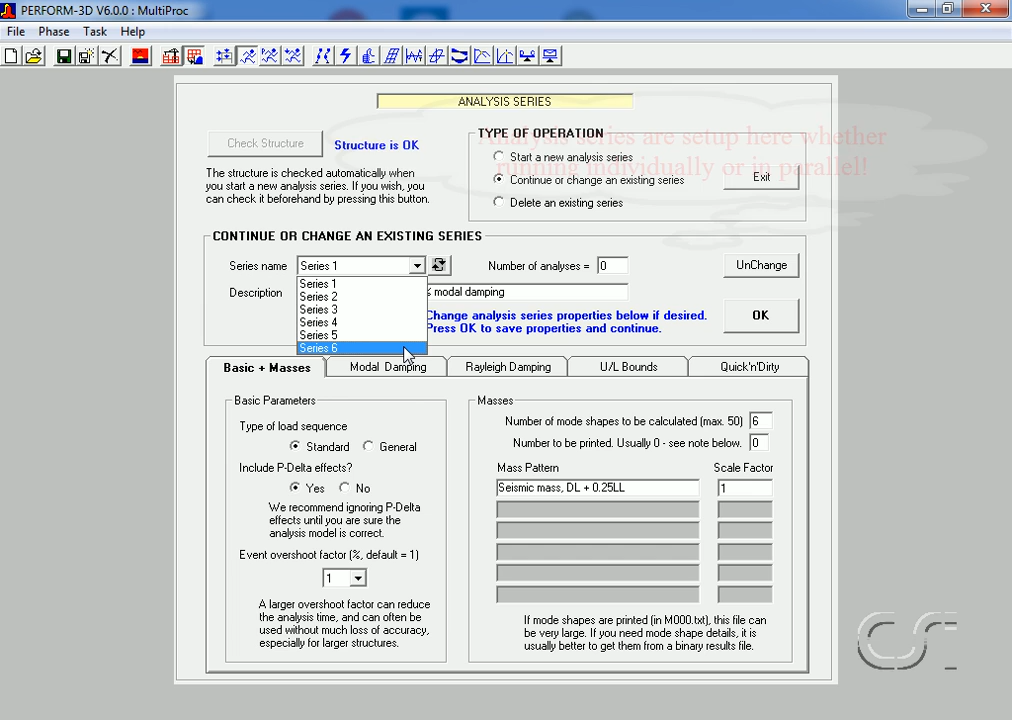 PERFORM-3D V6.0.0 : MultiProc
File Phase Task Help
ANALYSIS SERIES
Check Structure
Structure is OK
The structure is checked automatically when
you start a new analysis series. If you wish, you
can check it beforehand by pressing this button.
TYPE OF OPERATION
Start a new analysis series
Continue or change an existing series
Delete an existing series
Exit
Analysis series are setup here whether
running individually or in parallel!
CONTINUE OR CHANGE AN EXISTING SERIES
Series name Series 1
Number of analyses = 0
UnChange
Description
% modal damping
Series 1
Series 2
Series 3
Series 4
Series 5
Series 6
Change analysis series properties below if desired.
Press OK to save properties and continue.
OK
Basic + Masses Modal Damping Rayleigh Damping U/L Bounds Quick'n'Dirty
Basic Parameters
Type of load sequence
Standard General
Include P-Delta effects?
Yes No
We recommend ignoring P-Delta
effects until you are sure the
analysis model is correct.
Event overshoot factor (%, default = 1)
1
A larger overshoot factor can reduce
the analysis time, and can often be
used without much loss of accuracy,
especially for larger structures.
Masses
Number of mode shapes to be calculated (max. 50) 6
Number to be printed. Usually 0 - see note below. 0
Mass Pattern Scale Factor
Seismic mass, DL + 0.25LL 1
If mode shapes are printed (in M000.txt), this file can
be very large. If you need mode shape details, it is
usually better to get them from a binary results file.
CSI